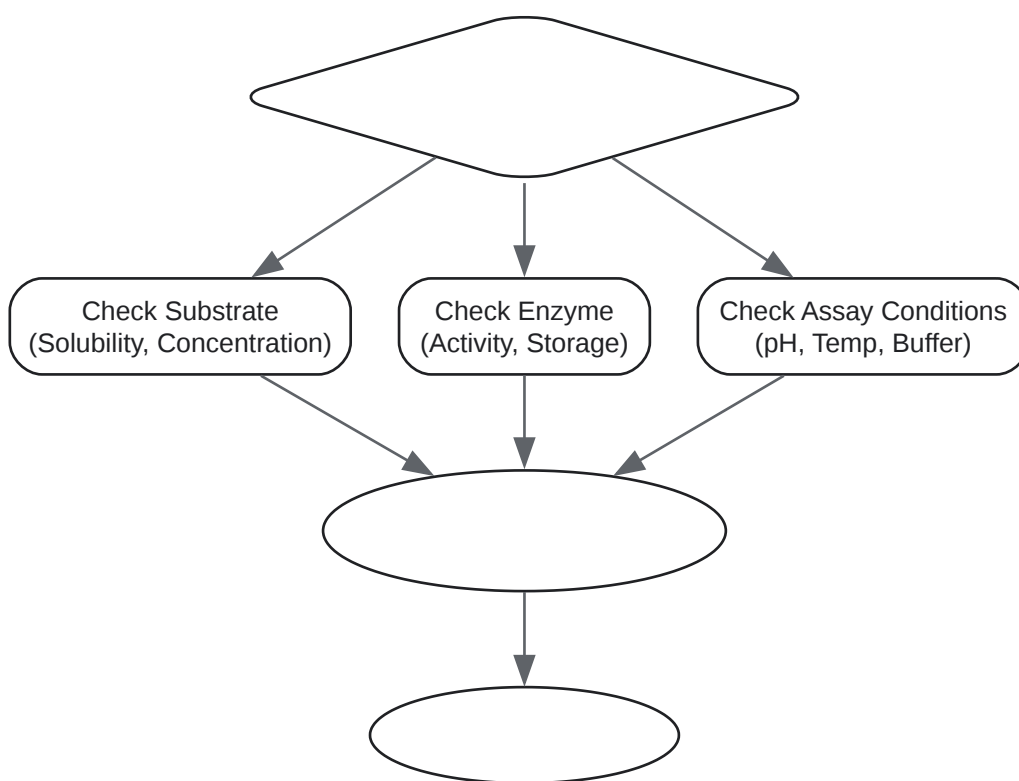 Check Substrate
(Solubility, Concentration)
Check Enzyme
(Activity, Storage)
Check Assay Conditions
(pH, Temp, Buffer)